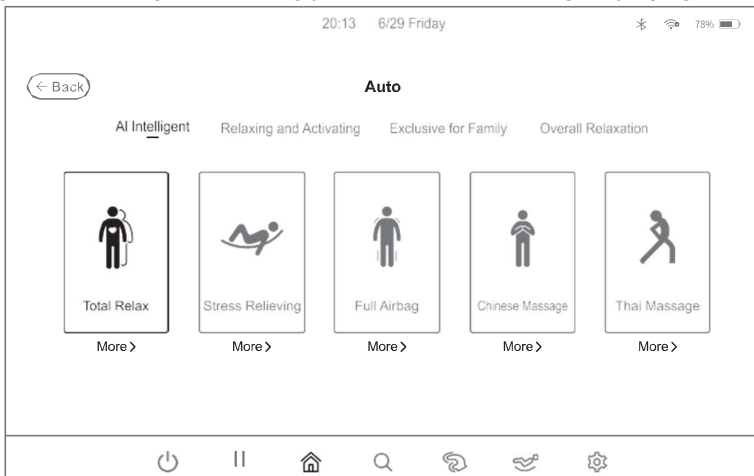 20:13 6/29 Friday 78%
← Back
Auto
AI Intelligent Relaxing and Activating Exclusive for Family Overall Relaxation
Total Relax Stress Relieving Full Airbag Chinese Massage Thai Massage
More > More > More > More > More >